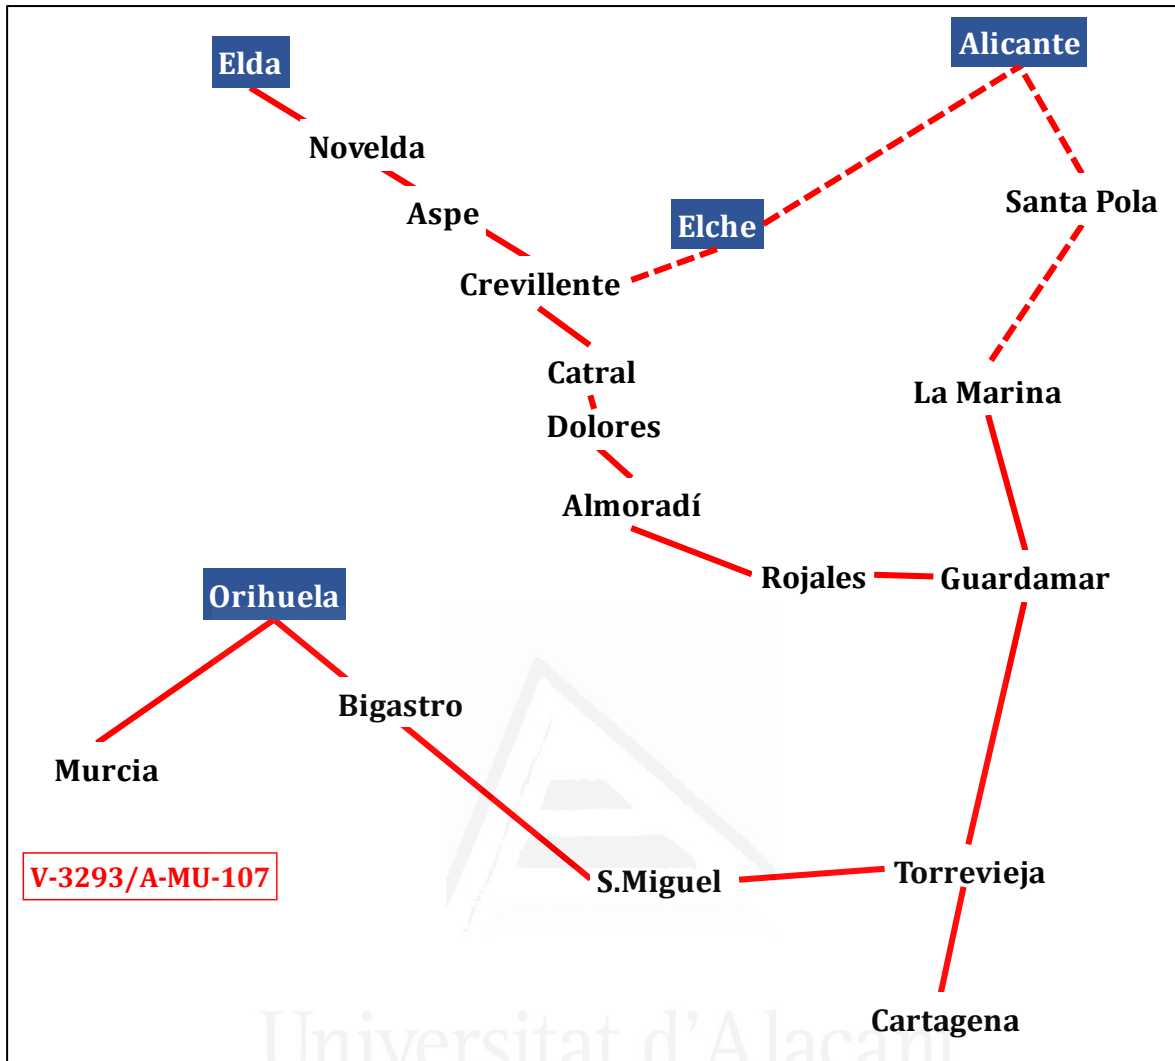 Alicante
Elda
Novelda
Santa Pola
Aspe
Elche
Crevillente
Catral
La Marina
Dolores
Almoradí
Rojales
Guardamar
Orihuela
Bigastro
Murcia
V-3293/A-MU-107
S.Miguel
Torrevieja
Cartagena
Universitat d'Alacant